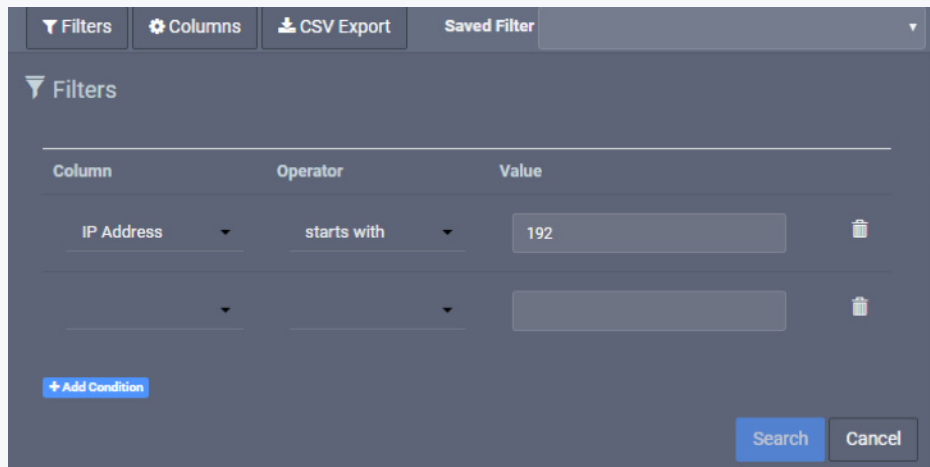 Filters Columns CSV Export Saved Filter
Filters
Column Operator Value
IP Address starts with 192
+ Add Condition
Search Cancel